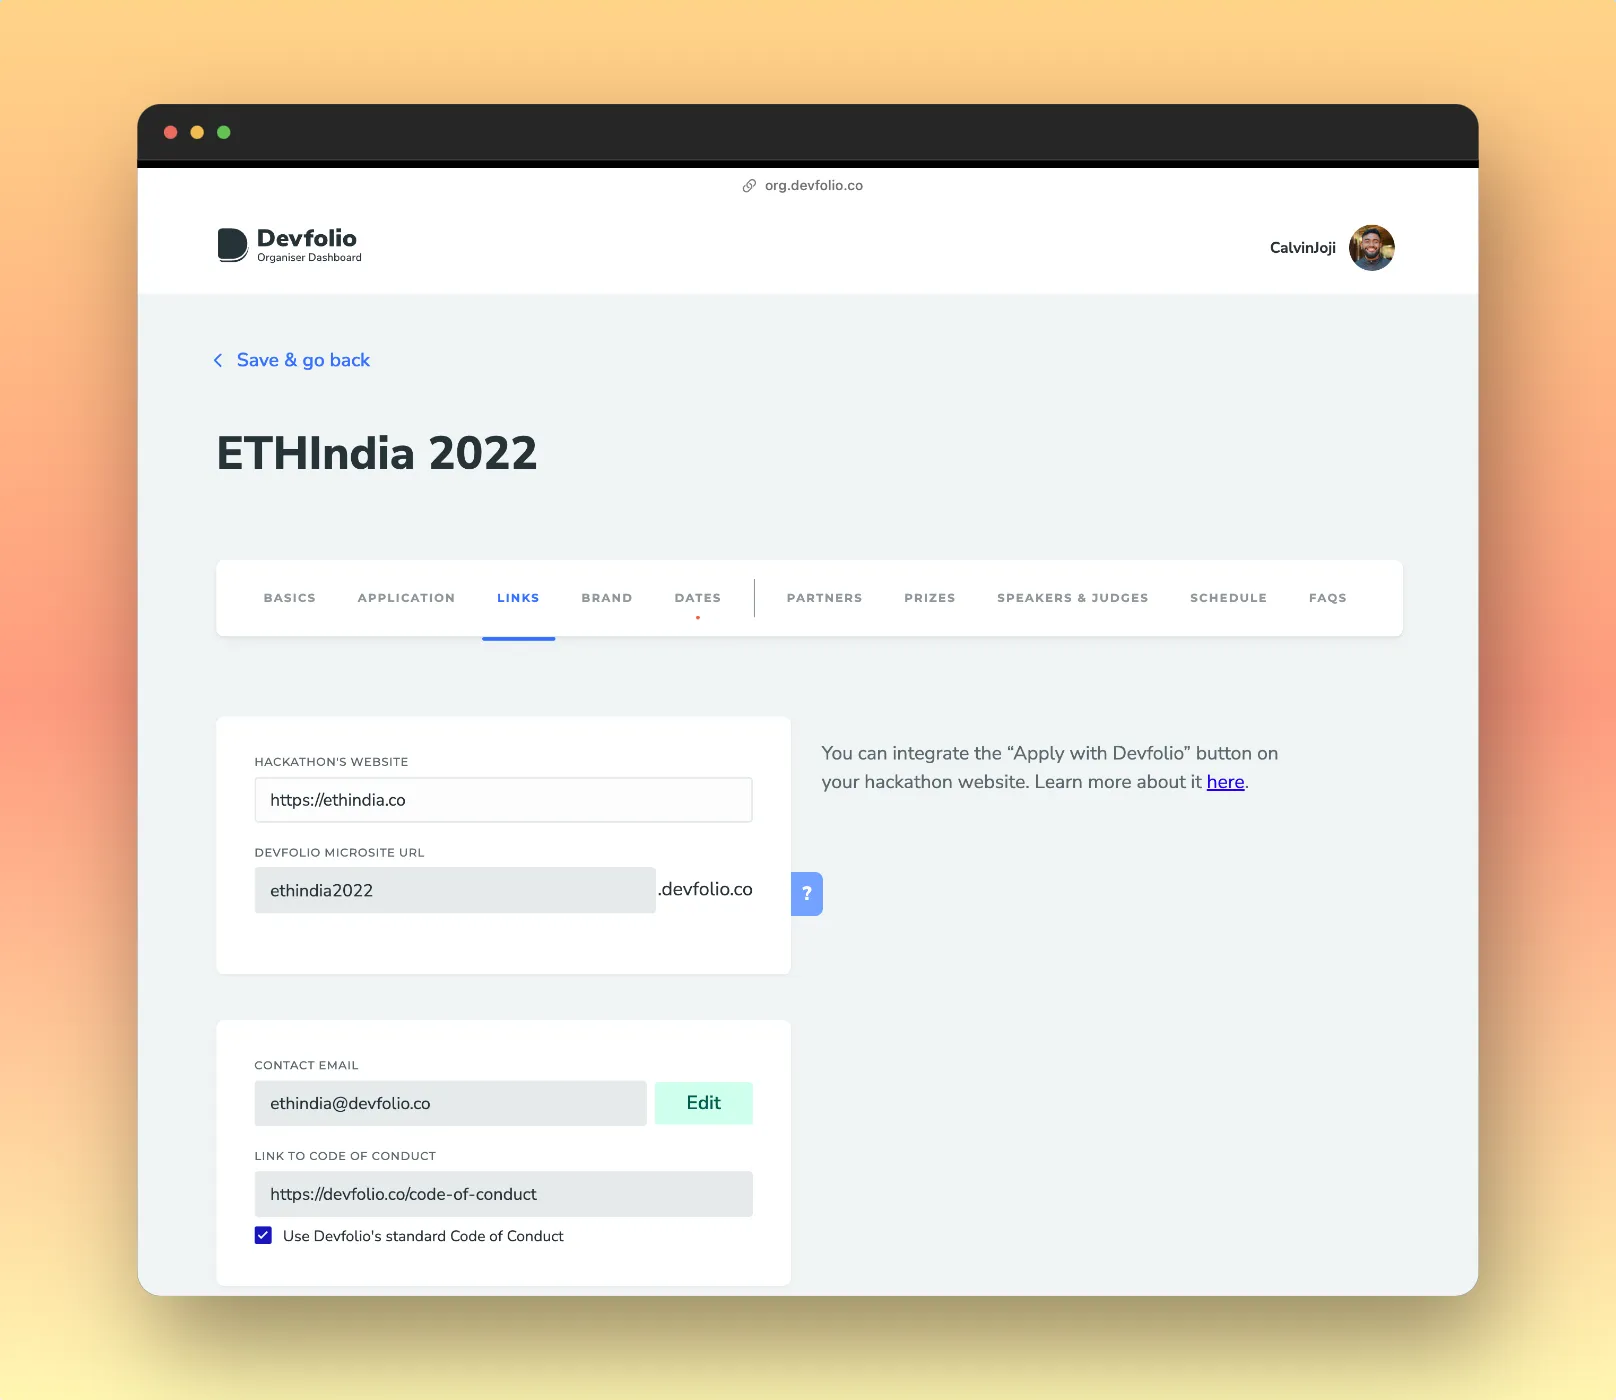 org.devfolio.co
Devfolio
Organiser Dashboard
CalvinJoji
Save & go back
ETHIndia 2022
BASICS APPLICATION LINKS BRAND DATES PARTNERS PRIZES SPEAKERS & JUDGES SCHEDULE FAQS
HACKATHON'S WEBSITE
https://ethindia.co
DEVFOLIO MICROSITE URL
ethindia2022 .devfolio.co
?
You can integrate the “Apply with Devfolio” button on
your hackathon website. Learn more about it here.
CONTACT EMAIL
ethindia@devfolio.co Edit
LINK TO CODE OF CONDUCT
https://devfolio.co/code-of-conduct
Use Devfolio's standard Code of Conduct